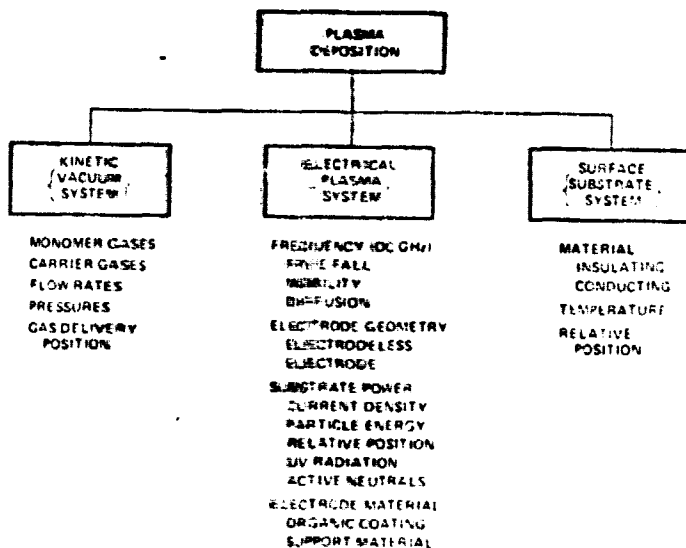 PLASMA
DEPOSITION
KINETIC
VACUUM
SYSTEM
ELECTRICAL
PLASMA
SYSTEM
SURFACE
SUBSTRATE
SYSTEM
MONOMER GASES
CARRIER GASES
FLOW RATES
PRESSURES
GAS DELIVERY
POSITION
FREQUENCY (DC GHz)
FREE FALL
MOBILITY
DIFFUSION
ELECTRODE GEOMETRY
ELECTRODELESS
ELECTRODE
SUBSTRATE POWER
CURRENT DENSITY
PARTICLE ENERGY
RELATIVE POSITION
UV RADIATION
ACTIVE NEUTRALS
ELECTRODE MATERIAL
ORGANIC COATING
SUPPORT MATERIAL
MATERIAL
INSULATING
CONDUCTING
TEMPERATURE
RELATIVE
POSITION